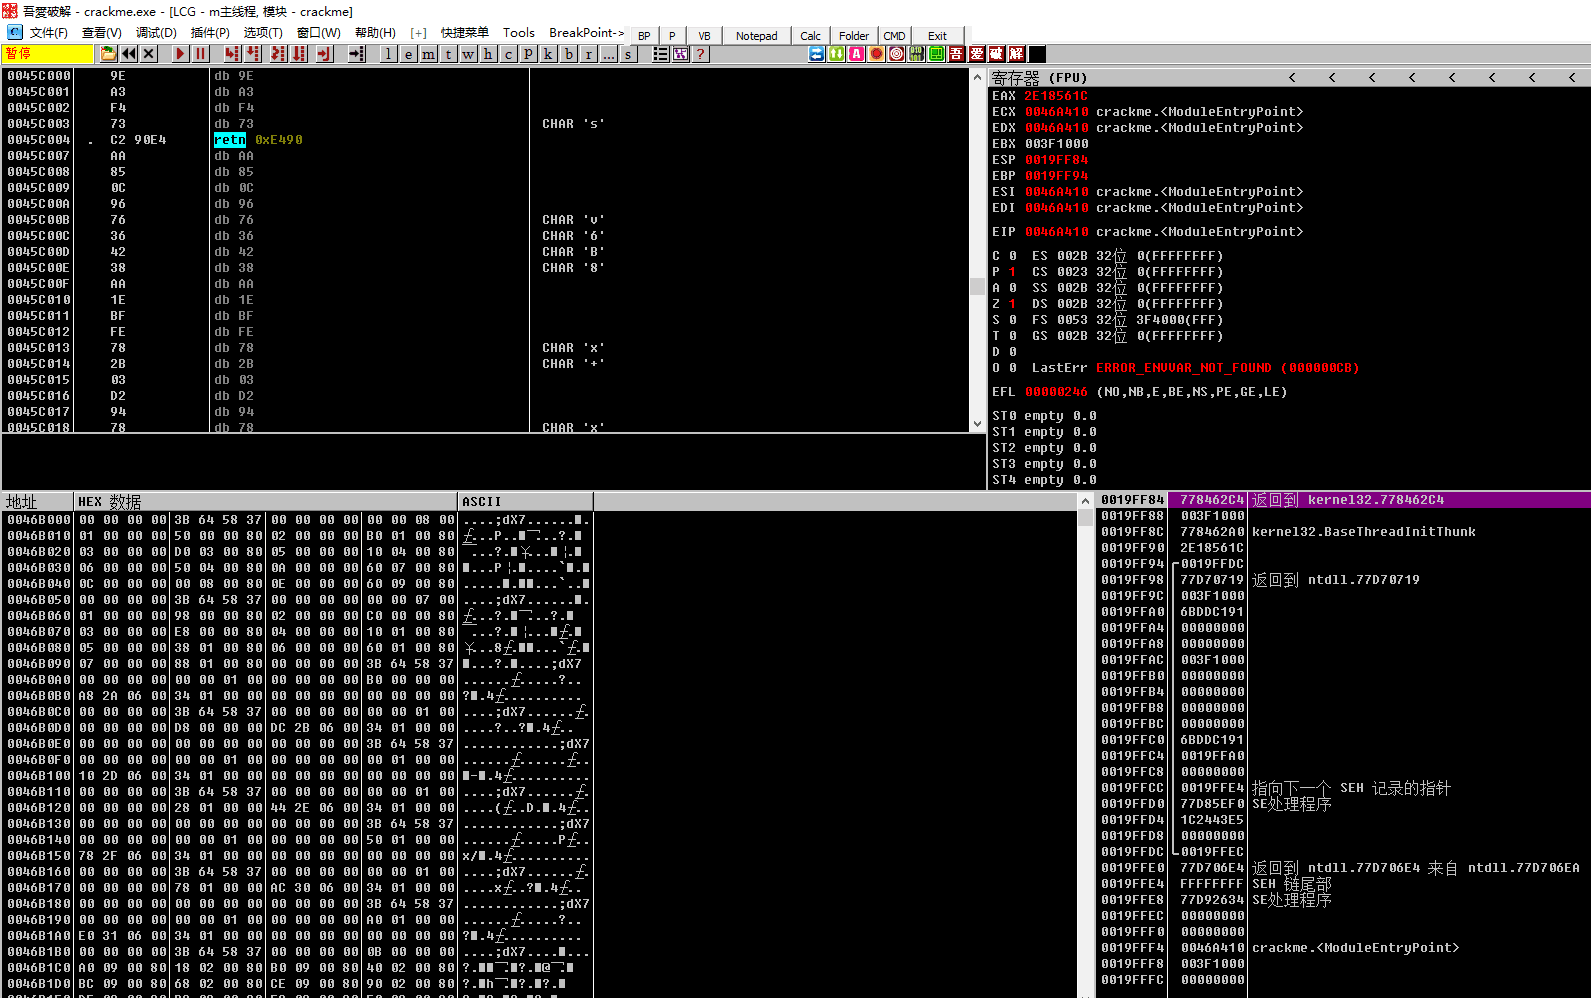 吾爱破解 - crackme.exe - [LCG - m主线程, 模块 - crackme]
文件(F) 查看(V) 调试(D) 插件(P) 选项(T) 窗口(W) 帮助(H) [+] 快捷菜单 Tools BreakPoint-> BP P VB Notepad Calc Folder CMD Exit
暂停 l e m t w h c P k b r ... s ? 吾 爱 破 解
0045C000 9E db 9E
0045C001 A3 db A3
0045C002 F4 db F4
0045C003 73 db 73 CHAR 's'
0045C004 . C2 90E4 retn 0xE490
0045C007 AA db AA
0045C008 85 db 85
0045C009 0C db 0C
0045C00A 96 db 96
0045C00B 76 db 76 CHAR 'v'
0045C00C 36 db 36 CHAR '6'
0045C00D 42 db 42 CHAR 'B'
0045C00E 38 db 38 CHAR '8'
0045C00F AA db AA
0045C010 1E db 1E
0045C011 BF db BF
0045C012 FE db FE
0045C013 78 db 78 CHAR 'x'
0045C014 2B db 2B CHAR '+'
0045C015 03 db 03
0045C016 D2 db D2
0045C017 94 db 94
0045C018 78 db 78 CHAR 'x'
寄存器 (FPU) < < < < < < < <
EAX 2E18561C
ECX 0046A410 crackme.<ModuleEntryPoint>
EDX 0046A410 crackme.<ModuleEntryPoint>
EBX 003F1000
ESP 0019FF84
EBP 0019FF94
ESI 0046A410 crackme.<ModuleEntryPoint>
EDI 0046A410 crackme.<ModuleEntryPoint>
EIP 0046A410 crackme.<ModuleEntryPoint>
C 0 ES 002B 32位 0(FFFFFFFF)
P 1 CS 0023 32位 0(FFFFFFFF)
A 0 SS 002B 32位 0(FFFFFFFF)
Z 1 DS 002B 32位 0(FFFFFFFF)
S 0 FS 0053 32位 3F4000(FFF)
T 0 GS 002B 32位 0(FFFFFFFF)
D 0
O 0 LastErr ERROR_ENVVAR_NOT_FOUND (000000CB)
EFL 00000246 (NO,NB,E,BE,NS,PE,GE,LE)
ST0 empty 0.0
ST1 empty 0.0
ST2 empty 0.0
ST3 empty 0.0
ST4 empty 0.0
地址 HEX 数据 ASCII
0046B000 00 00 00 00 3B 64 58 37 00 00 00 00 00 00 08 00 ....;dX7
0046B010 01 00 00 00 50 00 00 80 02 00 00 00 B0 01 00 80
0046B020 03 00 00 00 D0 03 00 80 05 00 00 00 10 04 00 80
0046B030 06 00 00 00 50 04 00 80 0A 00 00 00 60 07 00 80
0046B040 0C 00 00 00 00 08 00 80 0E 00 00 00 60 09 00 80
0046B050 00 00 00 00 3B 64 58 37 00 00 00 00 00 00 07 00 ....;dX7
0046B060 01 00 00 00 98 00 00 80 02 00 00 00 C0 00 00 80
0046B070 03 00 00 00 E8 00 00 80 04 00 00 00 10 01 00 80
0046B080 05 00 00 00 38 01 00 80 06 00 00 00 60 01 00 80
0046B090 07 00 00 00 88 01 00 80 00 00 00 00 3B 64 58 37
0046B0A0 00 00 00 00 00 00 01 00 00 00 00 00 B0 00 00 00
0046B0B0 A8 2A 06 00 34 01 00 00 00 00 00 00 00 00 00 00
0046B0C0 00 00 00 00 3B 64 58 37 00 00 00 00 00 00 01 00 ....;dX7
0046B0D0 00 00 00 00 D8 00 00 00 DC 2B 06 00 34 01 00 00
0046B0E0 00 00 00 00 00 00 00 00 00 00 00 00 3B 64 58 37 ............;dX7
0046B0F0 00 00 00 00 00 00 01 00 00 00 00 00 00 01 00 00
0046B100 10 2D 06 00 34 01 00 00 00 00 00 00 00 00 00 00
0046B110 00 00 00 00 3B 64 58 37 00 00 00 00 00 00 01 00 ....;dX7
0046B120 00 00 00 00 28 01 00 00 44 2E 06 00 34 01 00 00
0046B130 00 00 00 00 00 00 00 00 00 00 00 00 3B 64 58 37 ............;dX7
0046B140 00 00 00 00 00 00 01 00 00 00 00 00 50 01 00 00
0046B150 78 2F 06 00 34 01 00 00 00 00 00 00 00 00 00 00
0046B160 00 00 00 00 3B 64 58 37 00 00 00 00 00 00 01 00 ....;dX7
0046B170 00 00 00 00 78 01 00 00 AC 30 06 00 34 01 00 00
0046B180 00 00 00 00 00 00 00 00 00 00 00 00 3B 64 58 37 ............;dX7
0046B190 00 00 00 00 00 00 01 00 00 00 00 00 A0 01 00 00
0046B1A0 E0 31 06 00 34 01 00 00 00 00 00 00 00 00 00 00
0046B1B0 00 00 00 00 3B 64 58 37 00 00 00 00 0B 00 00 00 ....;dX7
0046B1C0 A0 09 00 80 18 02 00 80 B0 09 00 80 40 02 00 80
0046B1D0 BC 09 00 80 68 02 00 80 CE 09 00 80 90 02 00 80
0019FF84 778462C4 返回到 kernel32.778462C4
0019FF88 003F1000
0019FF8C 778462A0 kernel32.BaseThreadInitThunk
0019FF90 2E18561C
0019FF94 0019FFDC
0019FF98 77D70719 返回到 ntdll.77D70719
0019FF9C 003F1000
0019FFA0 6BDDC191
0019FFA4 00000000
0019FFA8 00000000
0019FFAC 003F1000
0019FFB0 00000000
0019FFB4 00000000
0019FFB8 00000000
0019FFBC 00000000
0019FFC0 6BDDC191
0019FFC4 0019FFA0
0019FFC8 00000000
0019FFCC 0019FFE4 指向下一个 SEH 记录的指针
0019FFD0 77D85EF0 SE处理程序
0019FFD4 1C2443E5
0019FFD8 00000000
0019FFDC 0019FFEC
0019FFE0 77D706E4 返回到 ntdll.77D706E4 来自 ntdll.77D706EA
0019FFE4 FFFFFFFF SEH 链尾部
0019FFE8 77D92634 SE处理程序
0019FFEC 00000000
0019FFF0 00000000
0019FFF4 0046A410 crackme.<ModuleEntryPoint>
0019FFF8 003F1000
0019FFFC 00000000